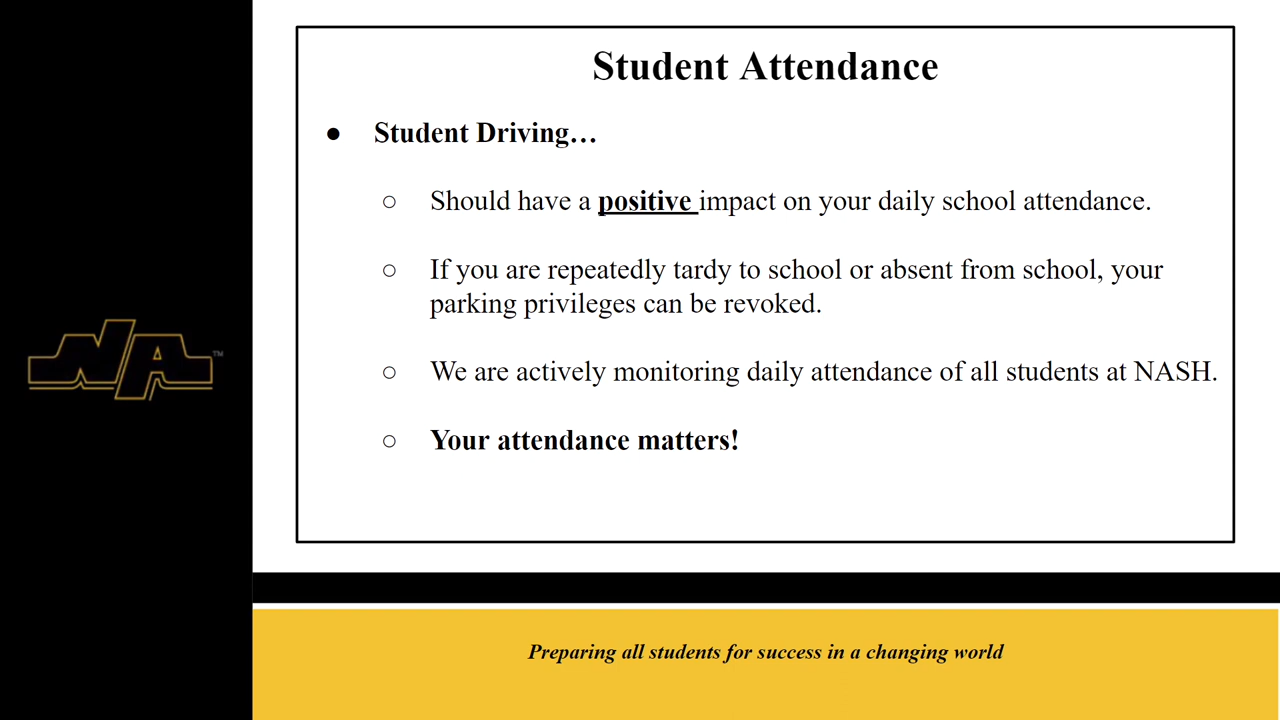 Student Attendance
● Student Driving…
○ Should have a positive impact on your daily school attendance.
○ If you are repeatedly tardy to school or absent from school, your
parking privileges can be revoked.
○ We are actively monitoring daily attendance of all students at NASH.
○ Your attendance matters!
NA™
Preparing all students for success in a changing world